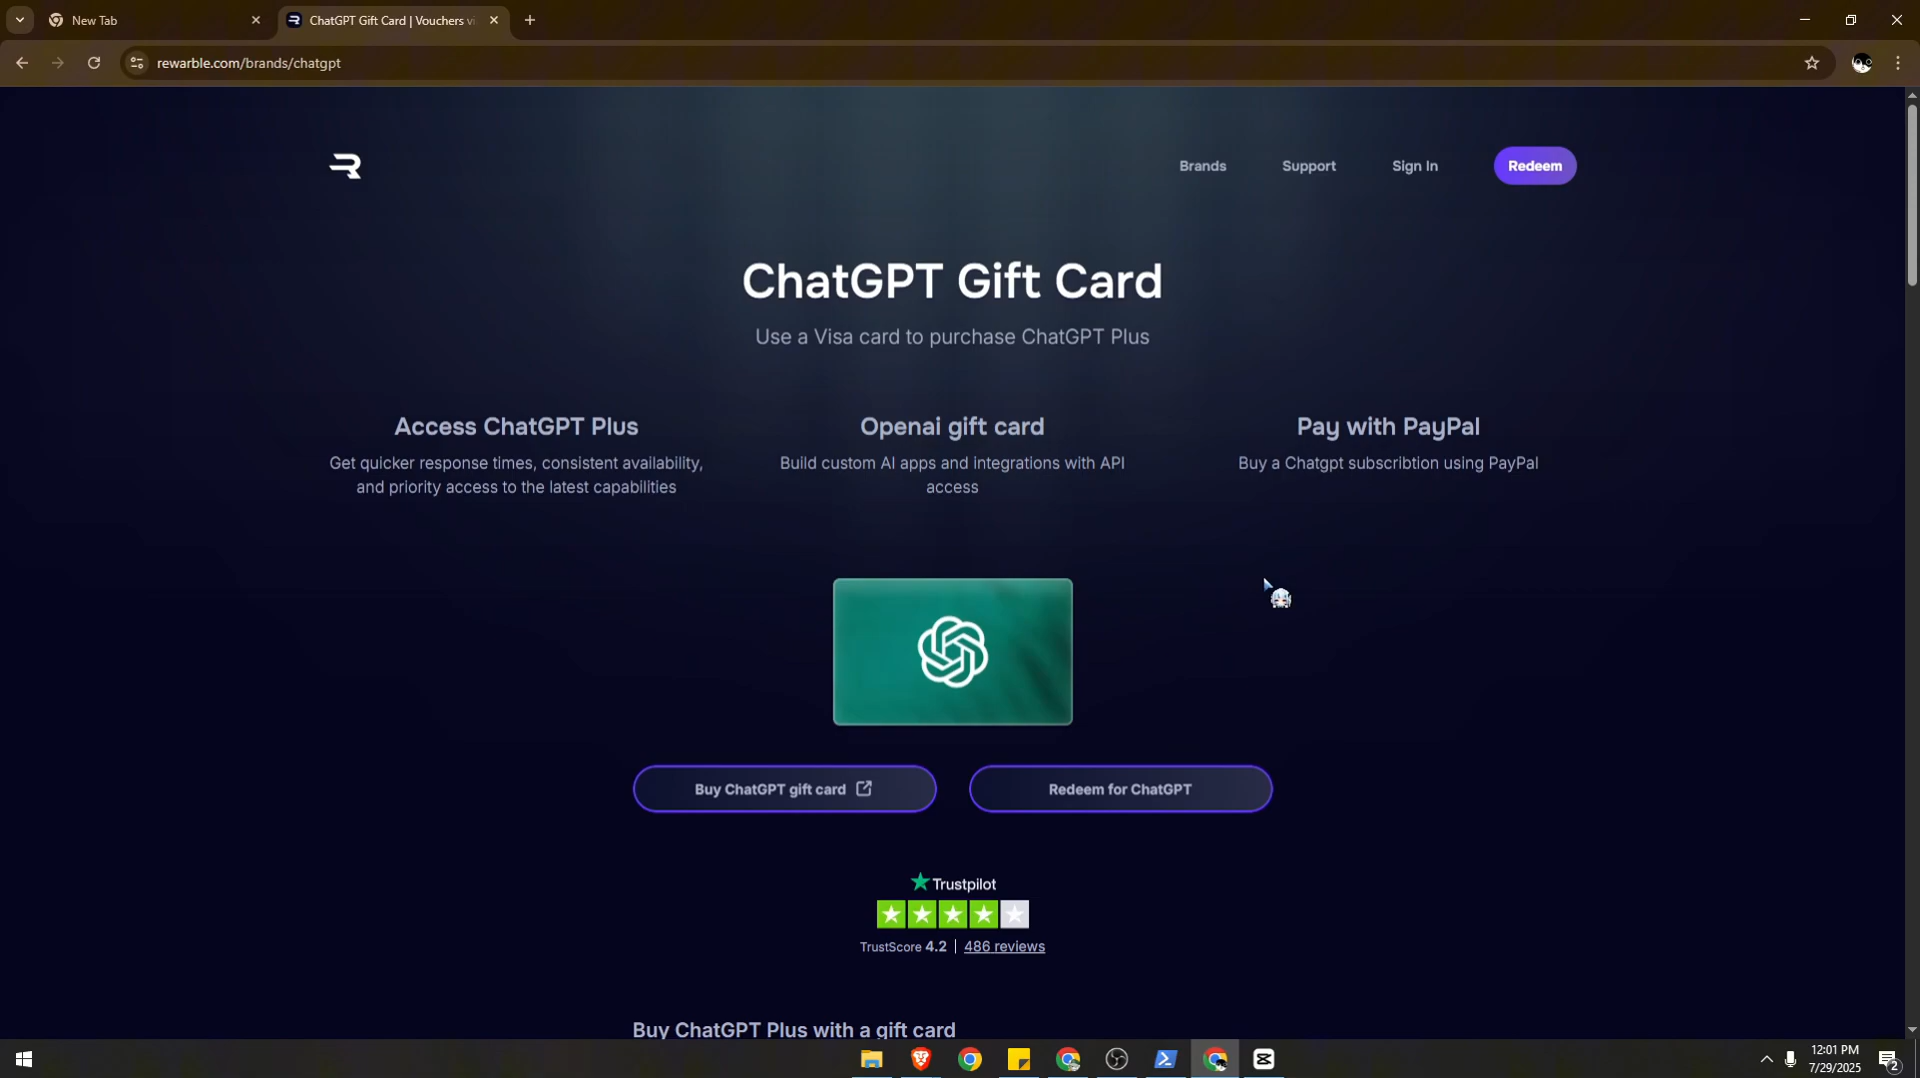 New Tab
ChatGPT Gift Card | Vouchers vi
rewarble.com/brands/chatgpt
Brands
Support
Sign In
Redeem
ChatGPT Gift Card
Use a Visa card to purchase ChatGPT Plus
Access ChatGPT Plus
Get quicker response times, consistent availability,
and priority access to the latest capabilities
Openai gift card
Build custom AI apps and integrations with API
access
Pay with PayPal
Buy a Chatgpt subscribtion using PayPal
Buy ChatGPT gift card
Redeem for ChatGPT
Trustpilot
TrustScore 4.2 | 486 reviews
Buy ChatGPT Plus with a gift card
12:01 PM
7/29/2025
2